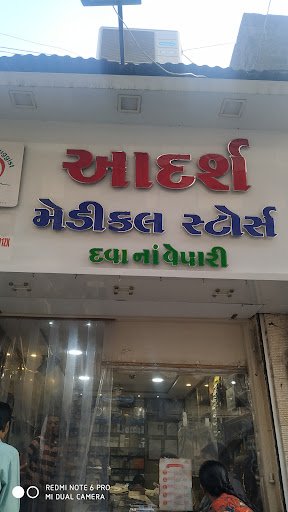 આદર્શ
મેડીકલ સ્ટોર્સ
દવા નાં વેપારી
REDMI NOTE 6 PRO
MI DUAL CAMERA